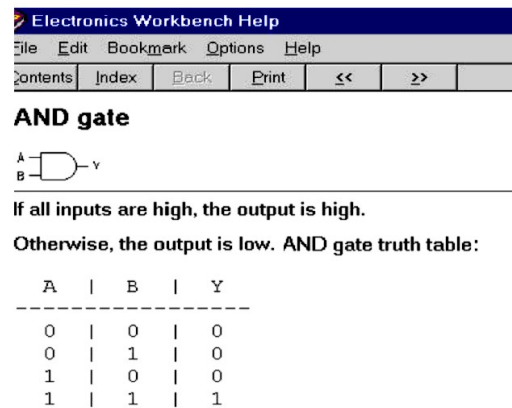 Electronics Workbench Help
File Edit Bookmark Options Help
Contents Index Back Print << >>
AND gate
A
B
Y
If all inputs are high, the output is high.
Otherwise, the output is low. AND gate truth table:
A | B | Y
--------------------
0 | 0 | 0
0 | 1 | 0
1 | 0 | 0
1 | 1 | 1